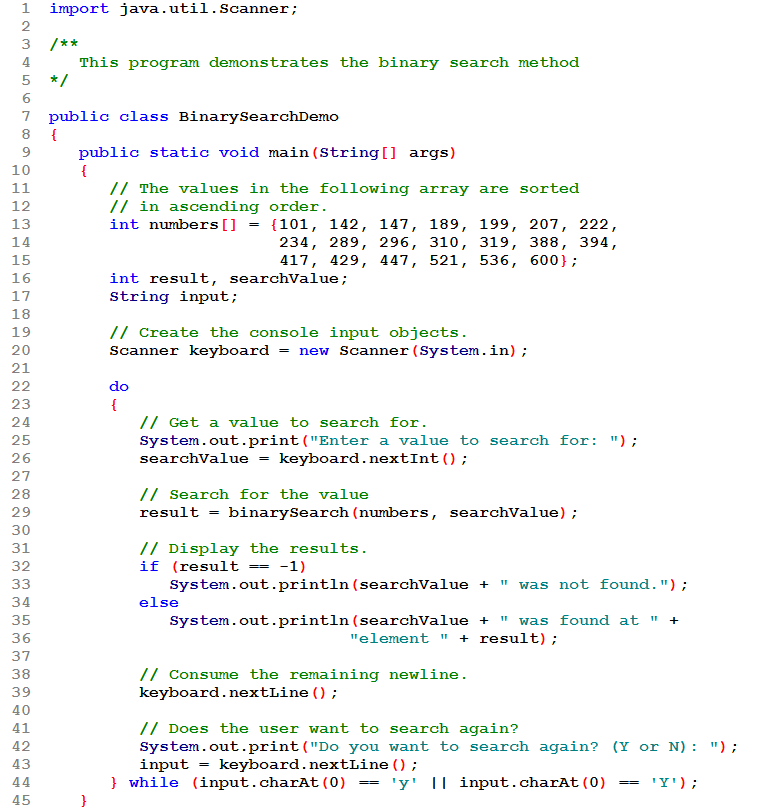 1 import java.util.Scanner;
2
3 /**
4    This program demonstrates the binary search method
5 */
6
7 public class BinarySearchDemo
8 {
9    public static void main(String[] args)
10    {
11       // The values in the following array are sorted
12       // in ascending order.
13       int numbers[] = {101, 142, 147, 189, 199, 207, 222,
14                        234, 289, 296, 310, 319, 388, 394,
15                        417, 429, 447, 521, 536, 600};
16       int result, searchValue;
17       String input;
18
19       // Create the console input objects.
20       Scanner keyboard = new Scanner(System.in);
21
22       do
23       {
24          // Get a value to search for.
25          System.out.print("Enter a value to search for: ");
26          searchValue = keyboard.nextInt();
27
28          // Search for the value
29          result = binarySearch(numbers, searchValue);
30
31          // Display the results.
32          if (result == -1)
33             System.out.println(searchValue + " was not found.");
34          else
35             System.out.println(searchValue + " was found at " +
36                               "element " + result);
37
38          // Consume the remaining newline.
39          keyboard.nextLine();
40
41          // Does the user want to search again?
42          System.out.print("Do you want to search again? (Y or N): ");
43          input = keyboard.nextLine();
44       } while (input.charAt(0) == 'y' || input.charAt(0) == 'Y');
45    }